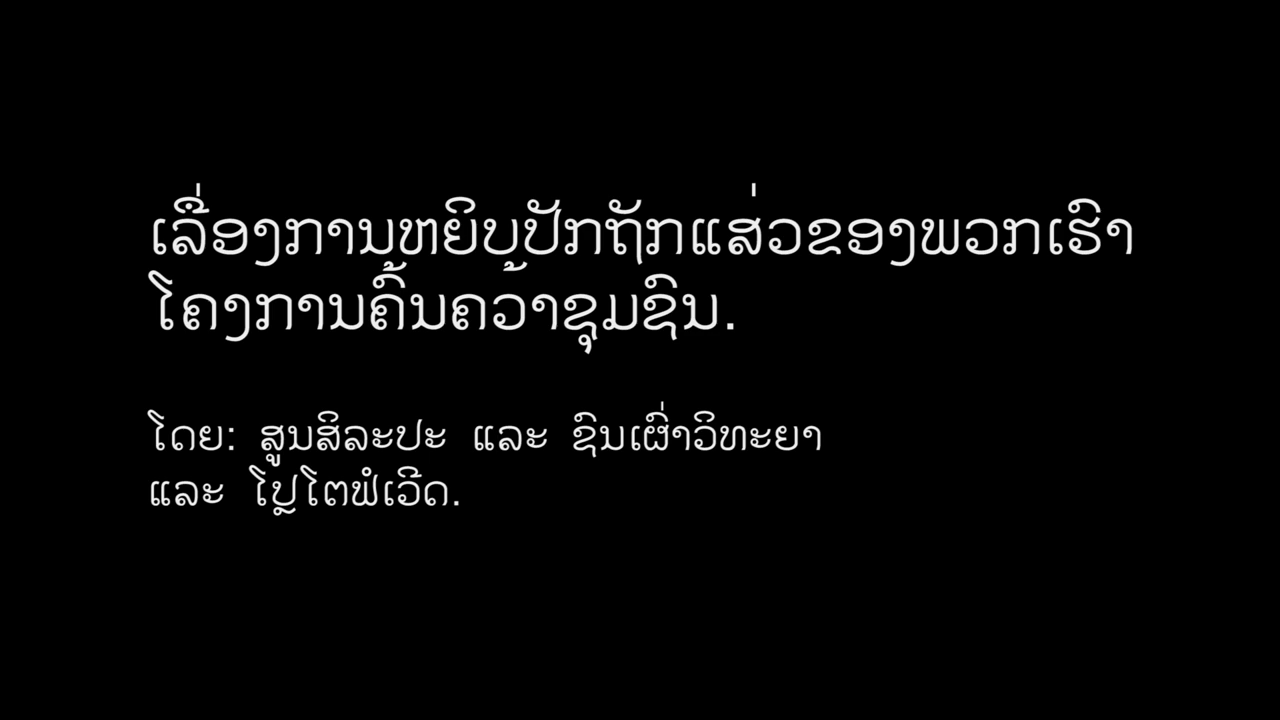 ເລື່ອງການຫຍິບປັກຖັກແສ່ວຂອງພວກເຮົາ
ໂຄງການຄົ້ນຄວ້າຊຸມຊົນ.
ໂດຍ: ສູນສິລະປະ ແລະ ຊົນເຜົ່າວິທະຍາ
ແລະ ໂປຼໂຕຟໍເວີດ.